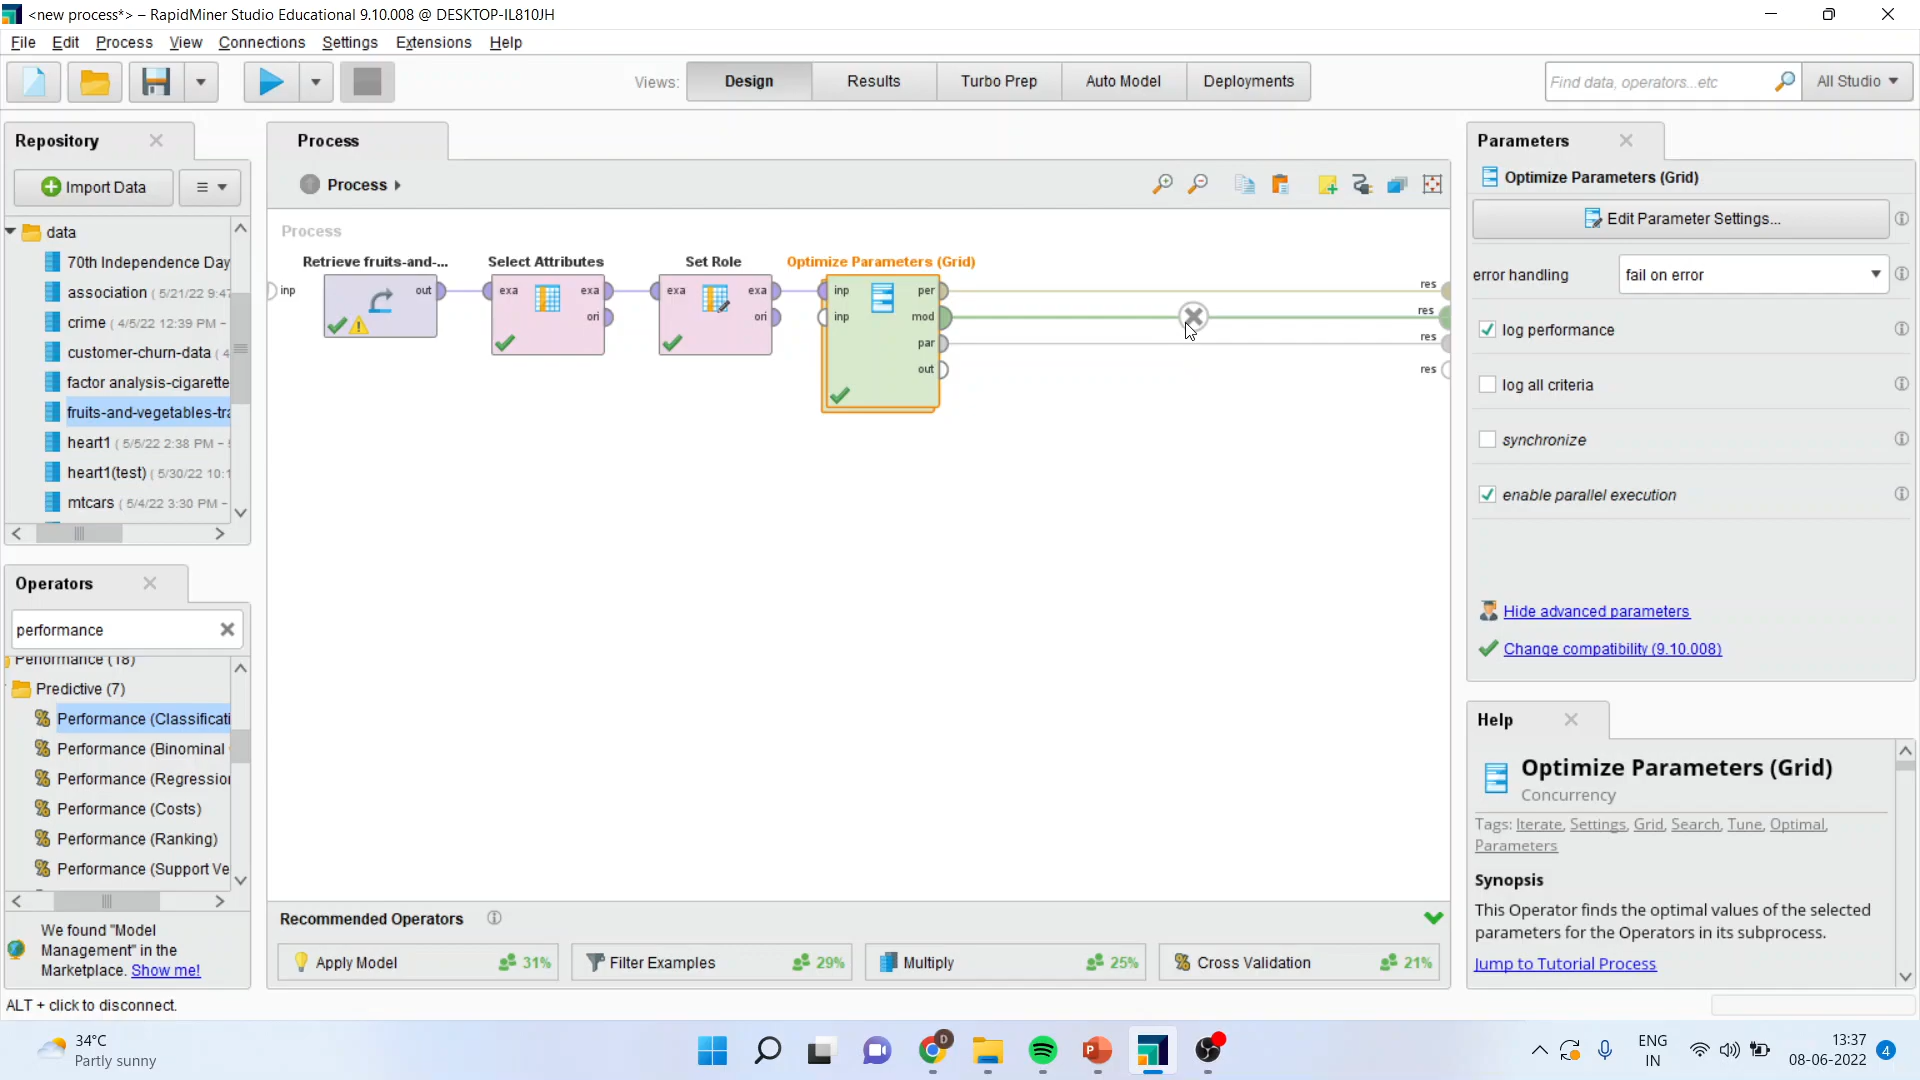 <new process*> – RapidMiner Studio Educational 9.10.008 @ DESKTOP-IL810JH
File Edit Process View Connections Settings Extensions Help
Views: Design Results Turbo Prep Auto Model Deployments
Find data, operators...etc All Studio
Repository
Import Data
data
70th Independence Day
association ( 5/21/22 9:47
crime ( 4/5/22 12:39 PM –
customer-churn-data ( 4
factor analysis-cigarette
fruits-and-vegetables-tra
heart1 ( 5/5/22 2:38 PM –
heart1(test) ( 5/30/22 10:1
mtcars ( 5/4/22 3:30 PM –
Operators
performance
Performance (18)
Predictive (7)
Performance (Classificati
Performance (Binominal
Performance (Regression
Performance (Costs)
Performance (Ranking)
Performance (Support Ve
We found "Model
Management" in the
Marketplace. Show me!
ALT + click to disconnect.
Process
Process
Process
inp
Retrieve fruits-and-...
out
Select Attributes
exa exa
ori
Set Role
exa exa
ori
Optimize Parameters (Grid)
inp per
inp mod
par
out
res
res
res
res
Recommended Operators
Apply Model 31%
Filter Examples 29%
Multiply 25%
Cross Validation 21%
Parameters
Optimize Parameters (Grid)
Edit Parameter Settings...
error handling fail on error
log performance
log all criteria
synchronize
enable parallel execution
Hide advanced parameters
Change compatibility (9.10.008)
Help
Optimize Parameters (Grid)
Concurrency
Tags: Iterate, Settings, Grid, Search, Tune, Optimal,
Parameters
Synopsis
This Operator finds the optimal values of the selected
parameters for the Operators in its subprocess.
Jump to Tutorial Process
34°C
Partly sunny
D
P
ENG
IN
13:37
08-06-2022
4